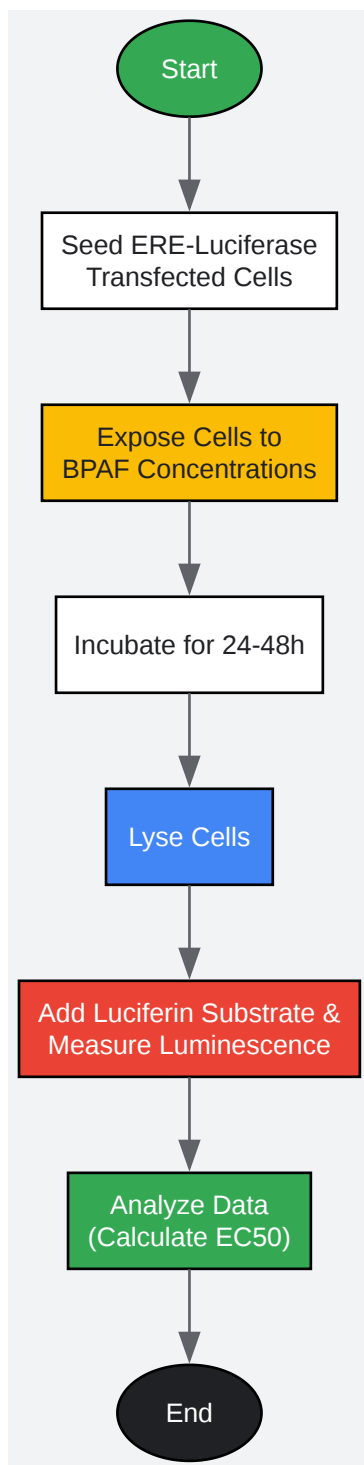 Start
Seed ERE-Luciferase
Transfected Cells
Expose Cells to
BPAF Concentrations
Incubate for 24-48h
Lyse Cells
Add Luciferin Substrate &
Measure Luminescence
Analyze Data
(Calculate EC50)
End